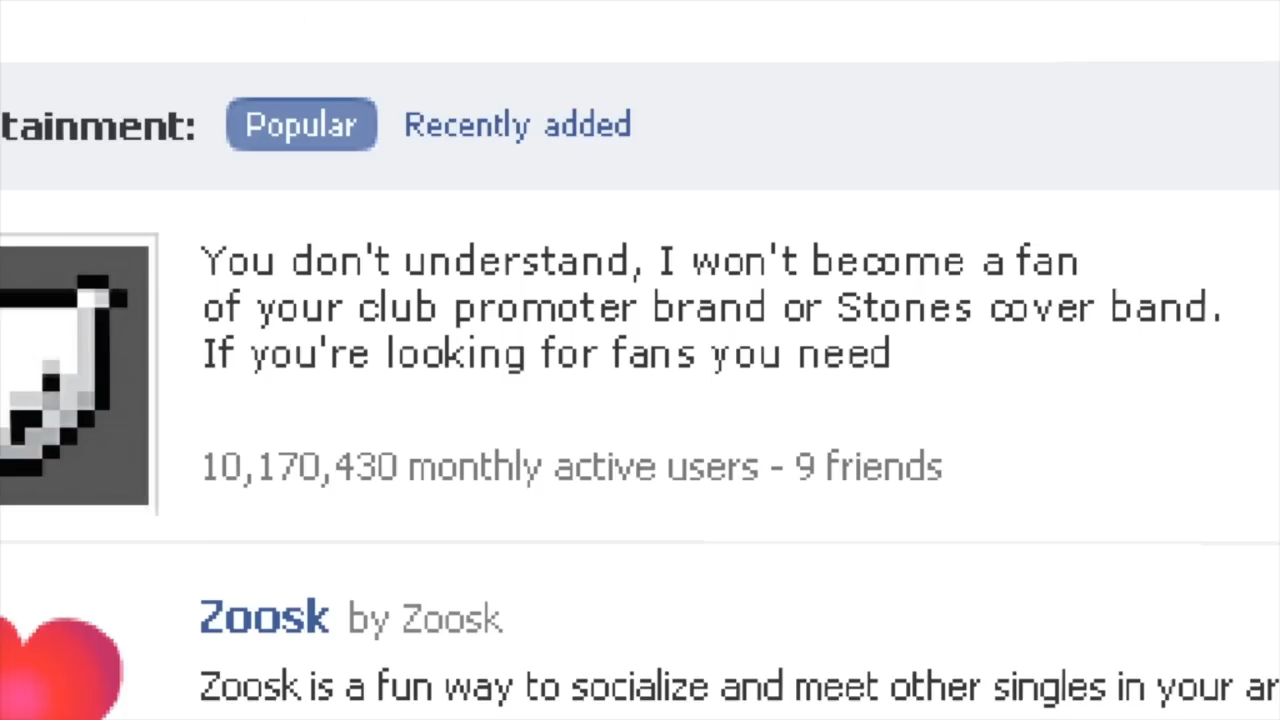 tainment: Popular Recently added
You don't understand, I won't become a fan
of your club promoter brand or Stones cover band.
If you're looking for fans you need
10,170,430 monthly active users - 9 friends
Zoosk by Zoosk
Zoosk is a fun way to socialize and meet other singles in your ar